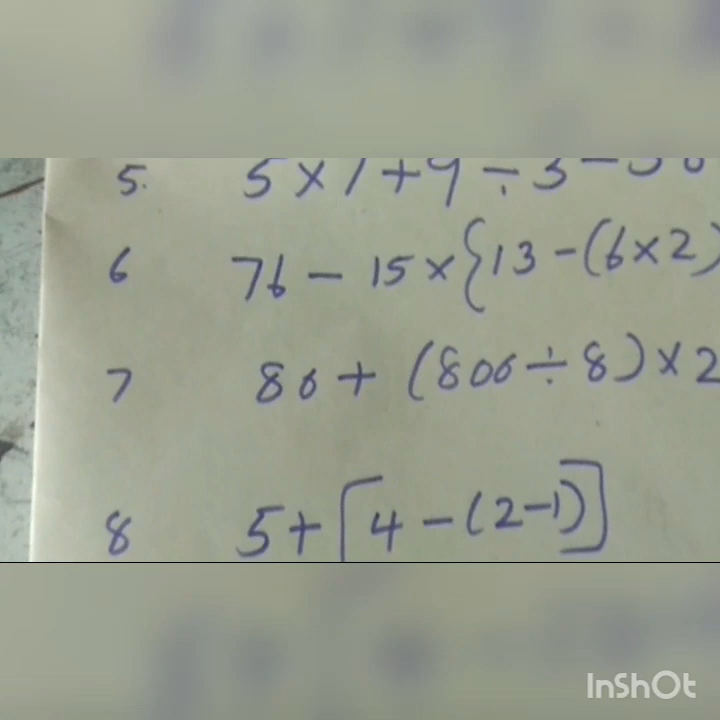 5. 5 × 7 + 9 ÷ 3 -
6 76 - 15 × {13 - (6 × 2)
7 80 + (800 ÷ 8) × 2
8 5 + [4 - (2 - 1)]
InShOt